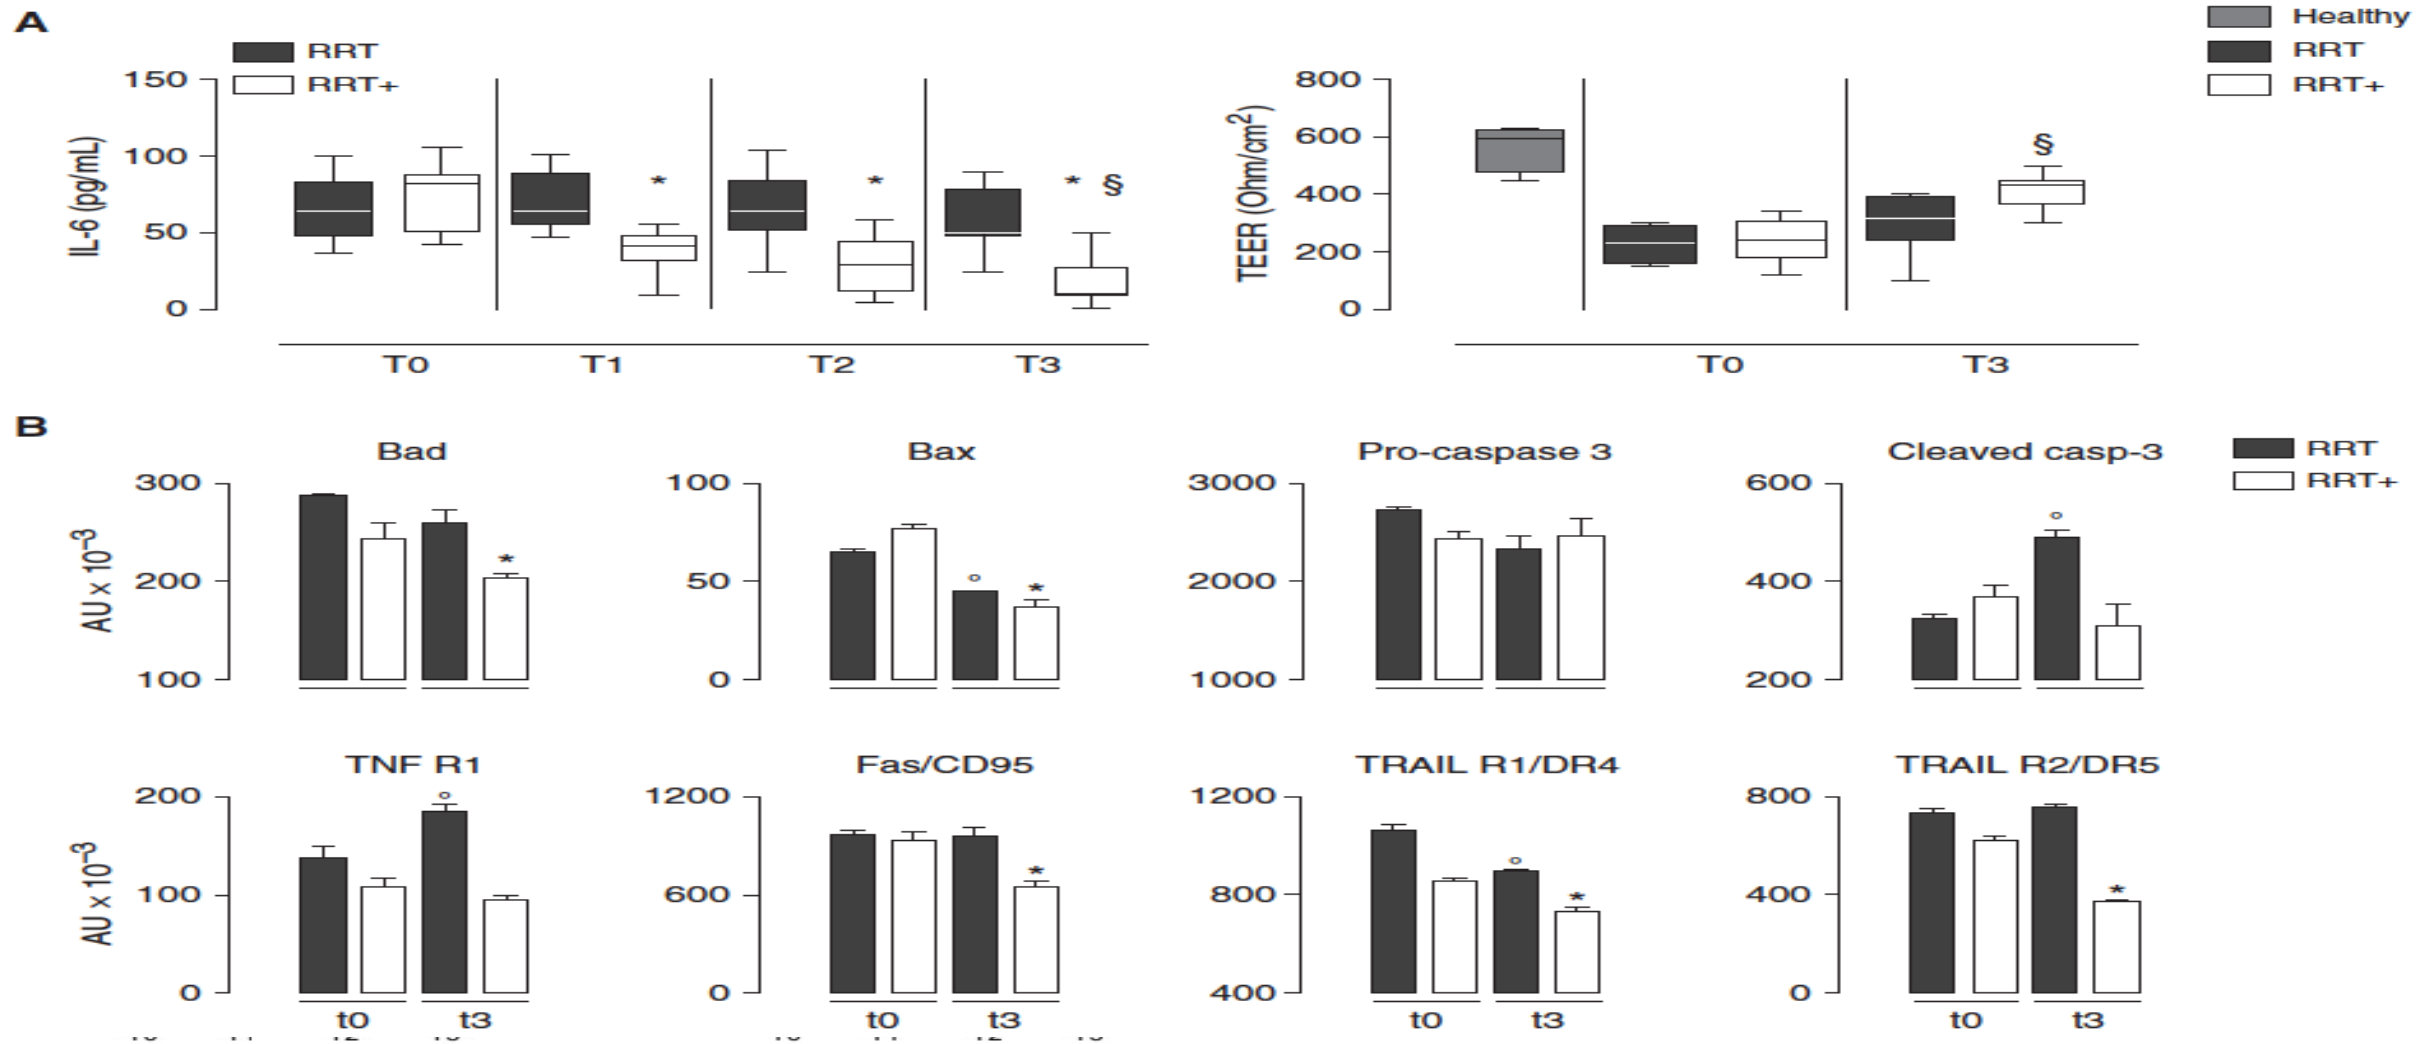 A
RRT
RRT+
150
100
50
0
IL-6 (pg/mL)
* * * §
T0 T1 T2 T3
Healthy
RRT
RRT+
800
600
400
200
0
TEER (Ohm/cm²)
§
T0 T3
B
Bad Bax Pro-caspase 3 Cleaved casp-3
RRT
RRT+
AU x 10⁻³
300 100 3000 600
200 50 2000 400
100 0 1000 200
* ° * °
TNF R1 Fas/CD95 TRAIL R1/DR4 TRAIL R2/DR5
AU x 10⁻³
200 1200 1200 800
100 600 800 400
0 0 400 0
° * ° * *
t0 t3 t0 t3 t0 t3 t0 t3